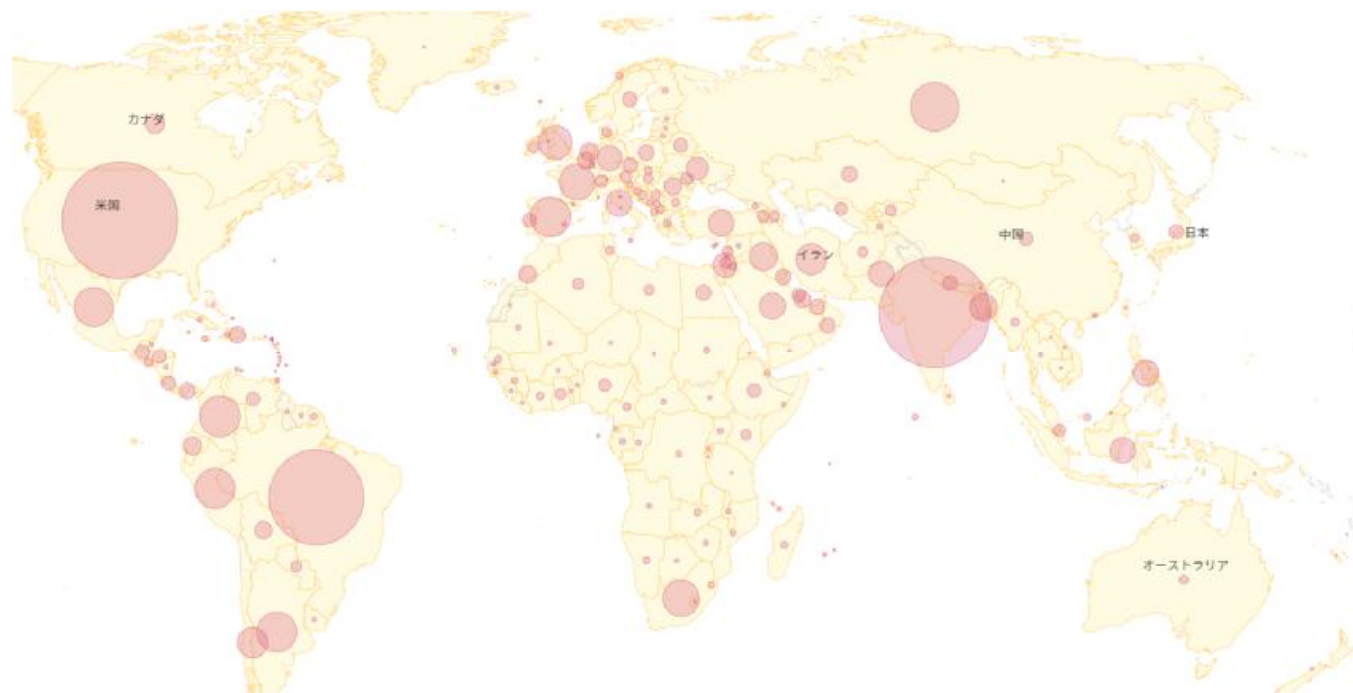 カナダ
米国
中国
日本
イラン
オーストラリア